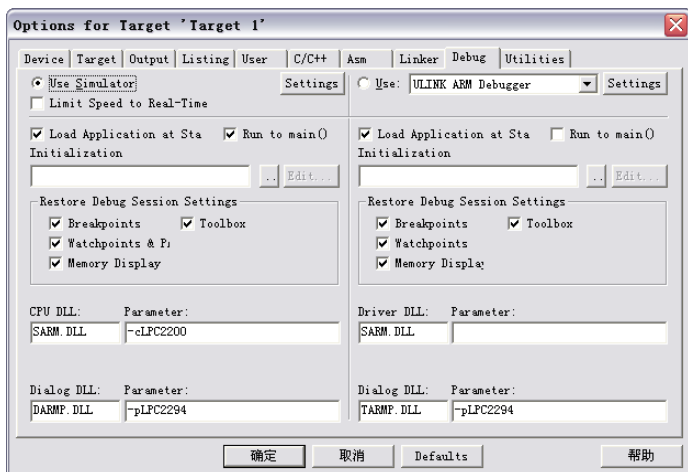 Options for Target 'Target 1'
Device Target Output Listing User C/C++ Asm Linker Debug Utilities
Use Simulator Settings
Limit Speed to Real-Time
Use: ULINK ARM Debugger Settings
Load Application at Sta Run to main()
Initialization
.. Edit...
Load Application at Sta Run to main()
Initialization
.. Edit...
Restore Debug Session Settings
Breakpoints Toolbox
Watchpoints &
Memory Display
Restore Debug Session Settings
Breakpoints Toolbox
Watchpoints
Memory Displa
CPU DLL: Parameter:
SARM.DLL -cLPC2200
Driver DLL: Parameter:
SARM.DLL
Dialog DLL: Parameter:
DARMP.DLL -pLPC2294
Dialog DLL: Parameter:
TARMP.DLL -pLPC2294
确定 取消 Defaults 帮助